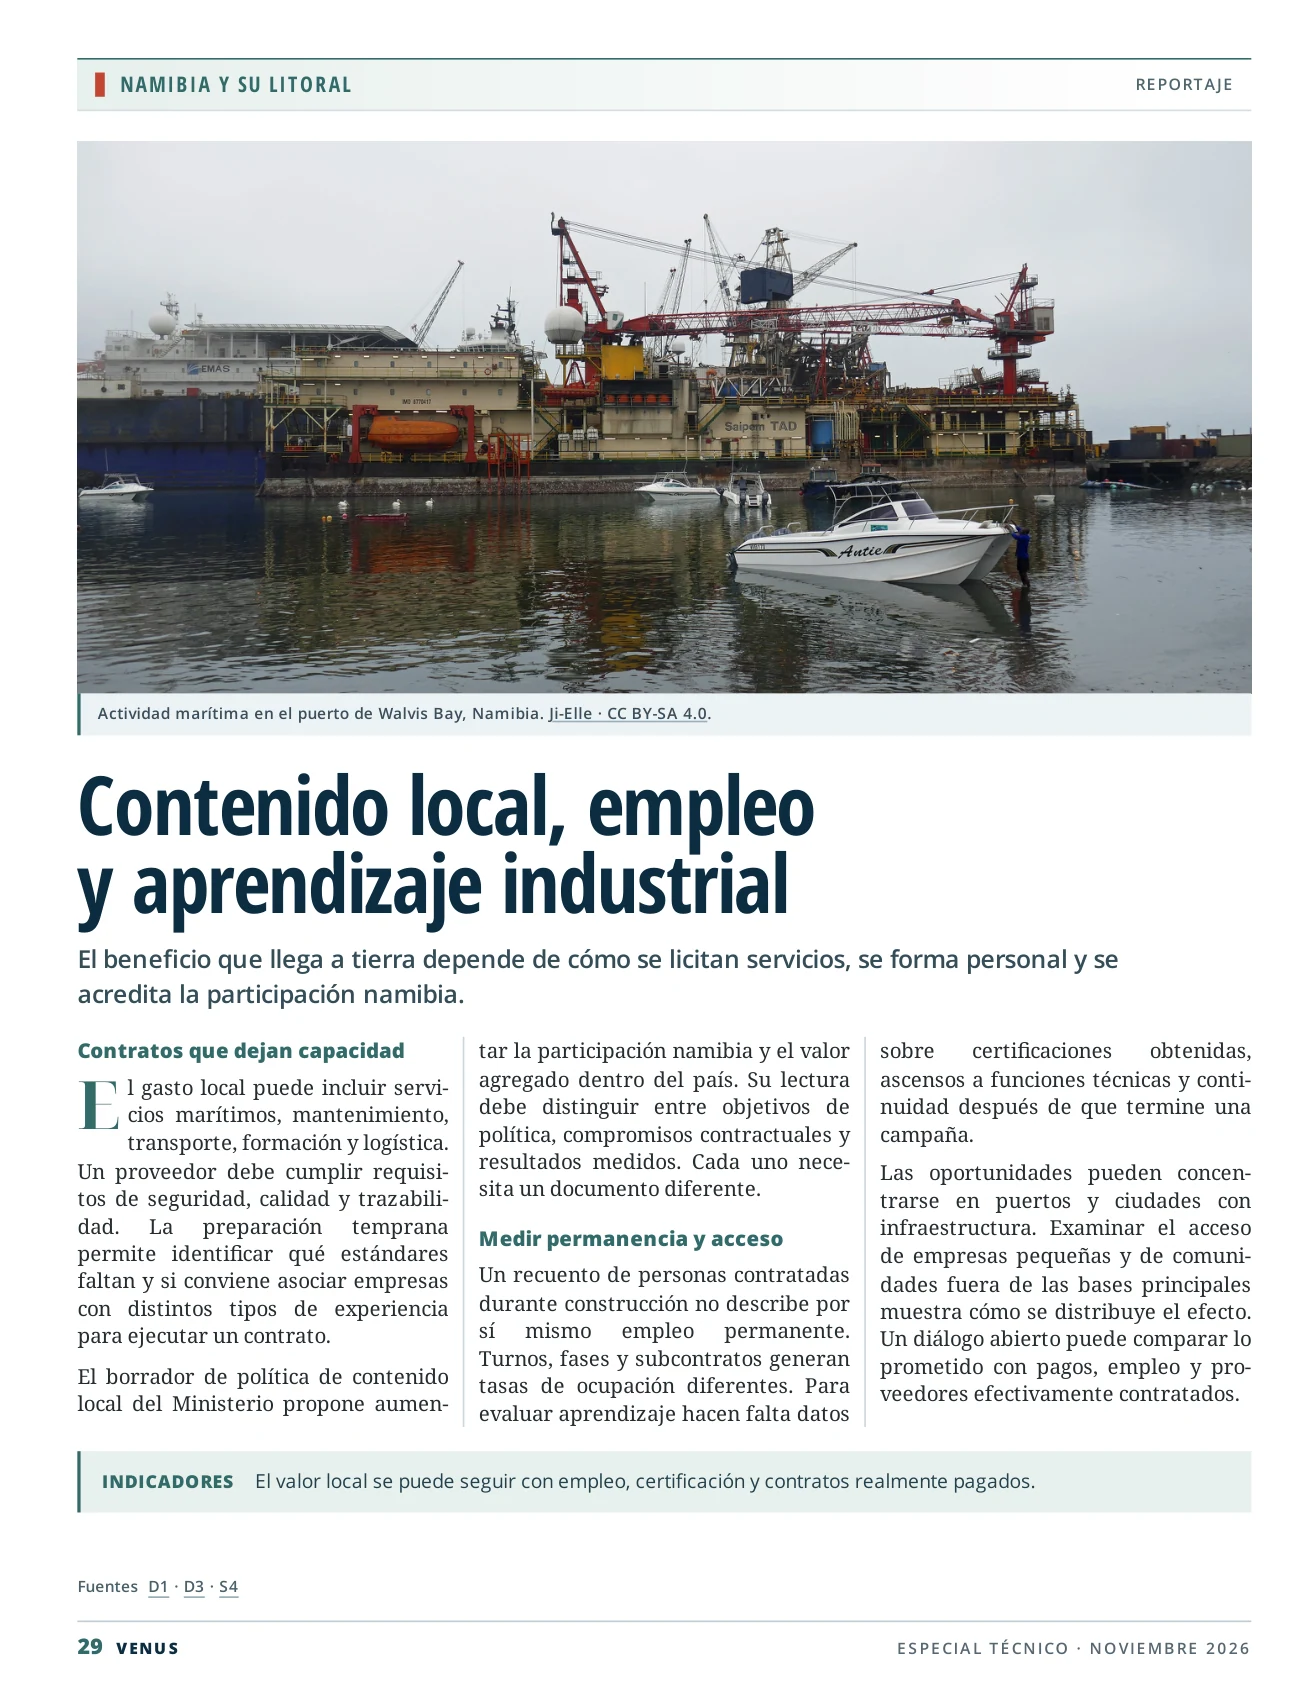 NAMIBIA Y SU LITORAL
REPORTAJE
EMAS
Saipem TAD
Antie
Actividad marítima en el puerto de Walvis Bay, Namibia. Ji-Elle · CC BY-SA 4.0.
Contenido local, empleo
y aprendizaje industrial
El beneficio que llega a tierra depende de cómo se licitan servicios, se forma personal y se
acredita la participación namibia.
Contratos que dejan capacidad
El gasto local puede incluir servi-
cios marítimos, mantenimiento,
transporte, formación y logística.
Un proveedor debe cumplir requisi-
tos de seguridad, calidad y trazabili-
dad. La preparación temprana
permite identificar qué estándares
faltan y si conviene asociar empresas
con distintos tipos de experiencia
para ejecutar un contrato.
El borrador de política de contenido
local del Ministerio propone aumen-
tar la participación namibia y el valor
agregado dentro del país. Su lectura
debe distinguir entre objetivos de
política, compromisos contractuales y
resultados medidos. Cada uno nece-
sita un documento diferente.
Medir permanencia y acceso
Un recuento de personas contratadas
durante construcción no describe por
sí mismo empleo permanente.
Turnos, fases y subcontratos generan
tasas de ocupación diferentes. Para
evaluar aprendizaje hacen falta datos
sobre certificaciones obtenidas,
ascensos a funciones técnicas y conti-
nuidad después de que termine una
campaña.
Las oportunidades pueden concen-
trarse en puertos y ciudades con
infraestructura. Examinar el acceso
de empresas pequeñas y de comuni-
dades fuera de las bases principales
muestra cómo se distribuye el efecto.
Un diálogo abierto puede comparar lo
prometido con pagos, empleo y pro-
veedores efectivamente contratados.
INDICADORES El valor local se puede seguir con empleo, certificación y contratos realmente pagados.
Fuentes D1 · D3 · S4
29 VENUS
ESPECIAL TÉCNICO · NOVIEMBRE 2026